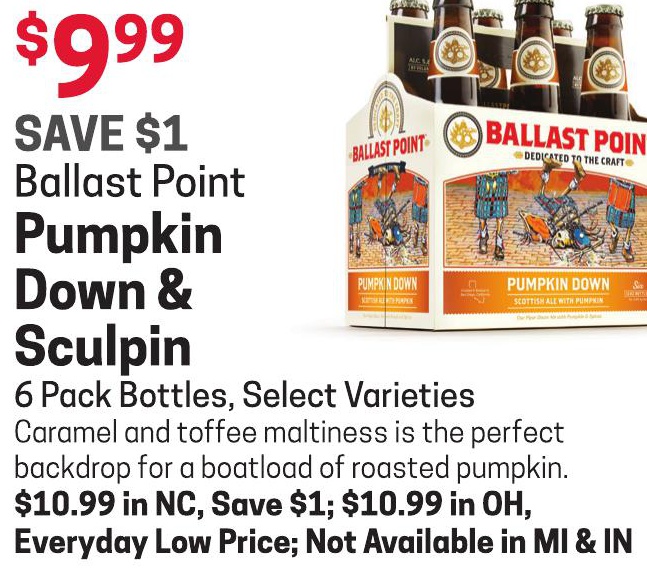 $9.99
SAVE $1
Ballast Point
Pumpkin
Down &
Sculpin
6 Pack Bottles, Select Varieties
Caramel and toffee maltiness is the perfect
backdrop for a boatload of roasted pumpkin.
$10.99 in NC, Save $1; $10.99 in OH,
Everyday Low Price; Not Available in MI & IN
BALLAST POINT
PUMPKIN DOWN
SCOTTISH ALE WITH PUMPKIN
BALLAST POIN
DEDICATED TO THE CRAFT
PUMPKIN DOWN
SCOTTISH ALE WITH PUMPKIN